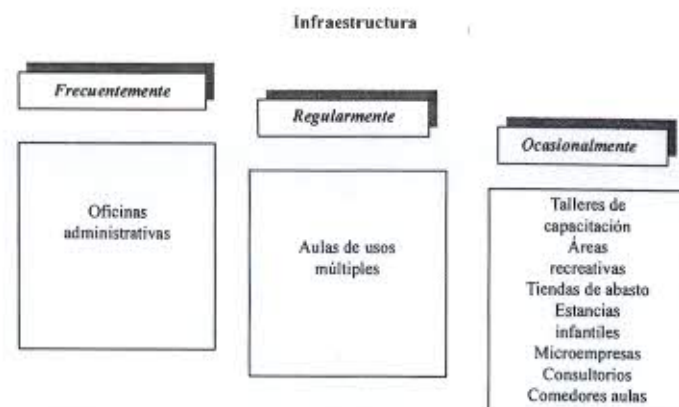 Infraestructura
Frecuentemente
Oficinas
administrativas
Regularmente
Aulas de usos
múltiples
Ocasionalmente
Talleres de
capacitación
Áreas
recreativas
Tiendas de abasto
Estancias
infantiles
Microempresas
Consultorios
Comedores aulas